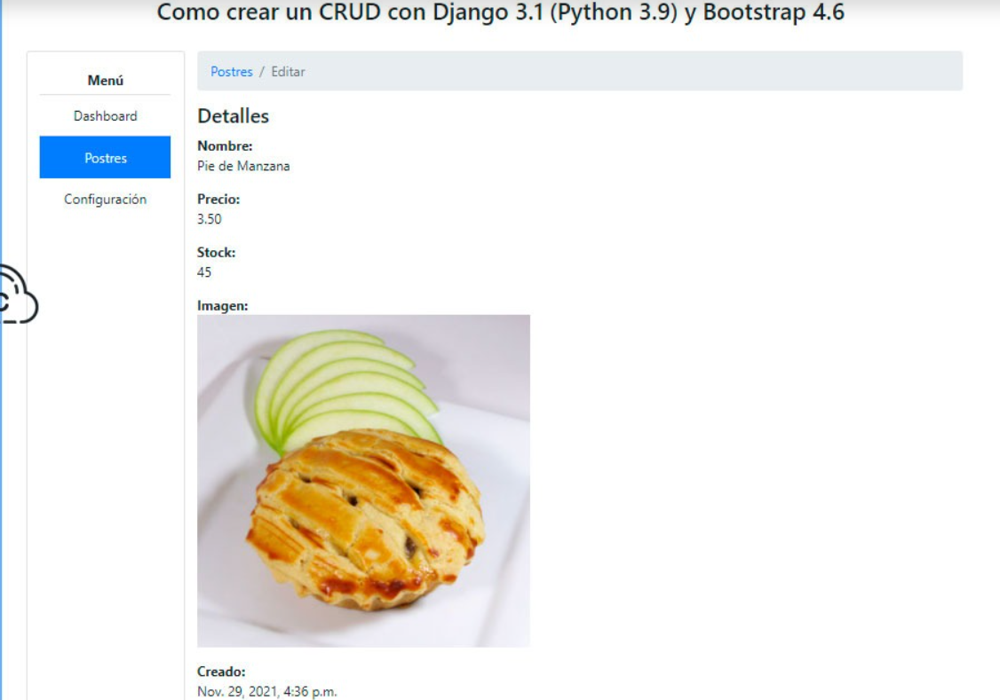 Como crear un CRUD con Django 3.1 (Python 3.9) y Bootstrap 4.6
Menú
Dashboard
Postres
Configuración
Postres / Editar
Detalles
Nombre:
Pie de Manzana
Precio:
3.50
Stock:
45
Imagen:
Creado:
Nov. 29, 2021, 4:36 p.m.